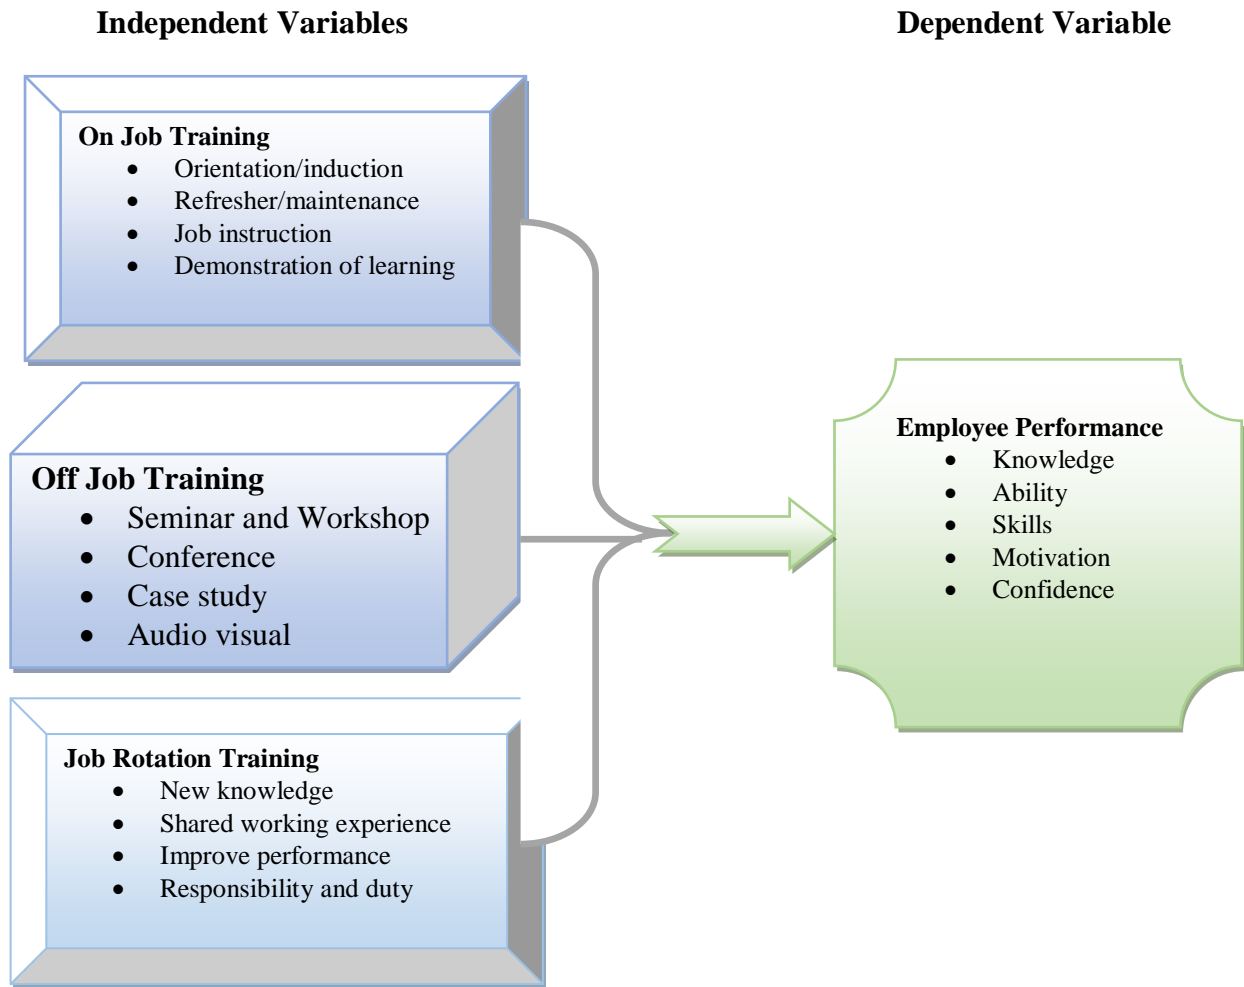 Independent Variables
Dependent Variable
On Job Training
• Orientation/induction
• Refresher/maintenance
• Job instruction
• Demonstration of learning
Off Job Training
• Seminar and Workshop
• Conference
• Case study
• Audio visual
Job Rotation Training
• New knowledge
• Shared working experience
• Improve performance
• Responsibility and duty
Employee Performance
• Knowledge
• Ability
• Skills
• Motivation
• Confidence